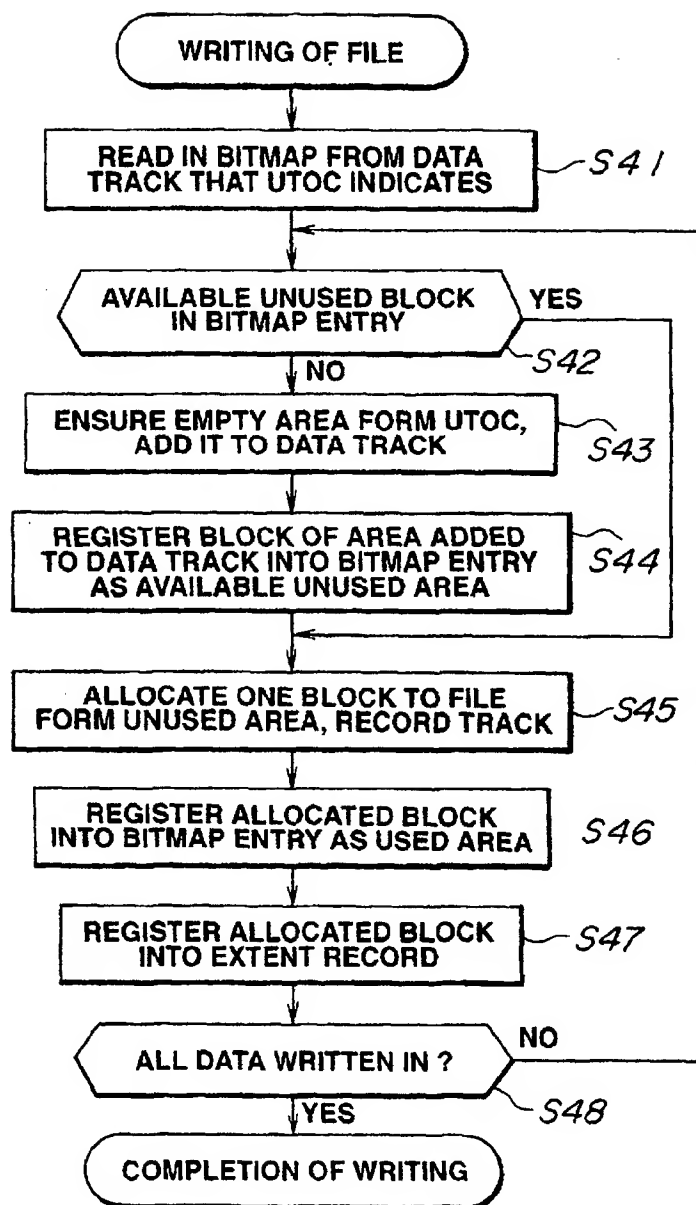 WRITING OF FILE
READ IN BITMAP FROM DATA
TRACK THAT UTOC INDICATES
S41
AVAILABLE UNUSED BLOCK
IN BITMAP ENTRY
YES
S42
NO
ENSURE EMPTY AREA FORM UTOC,
ADD IT TO DATA TRACK
S43
REGISTER BLOCK OF AREA ADDED
TO DATA TRACK INTO BITMAP ENTRY
AS AVAILABLE UNUSED AREA
S44
ALLOCATE ONE BLOCK TO FILE
FORM UNUSED AREA, RECORD TRACK
S45
REGISTER ALLOCATED BLOCK
INTO BITMAP ENTRY AS USED AREA
S46
REGISTER ALLOCATED BLOCK
INTO EXTENT RECORD
S47
ALL DATA WRITTEN IN ?
NO
S48
YES
COMPLETION OF WRITING